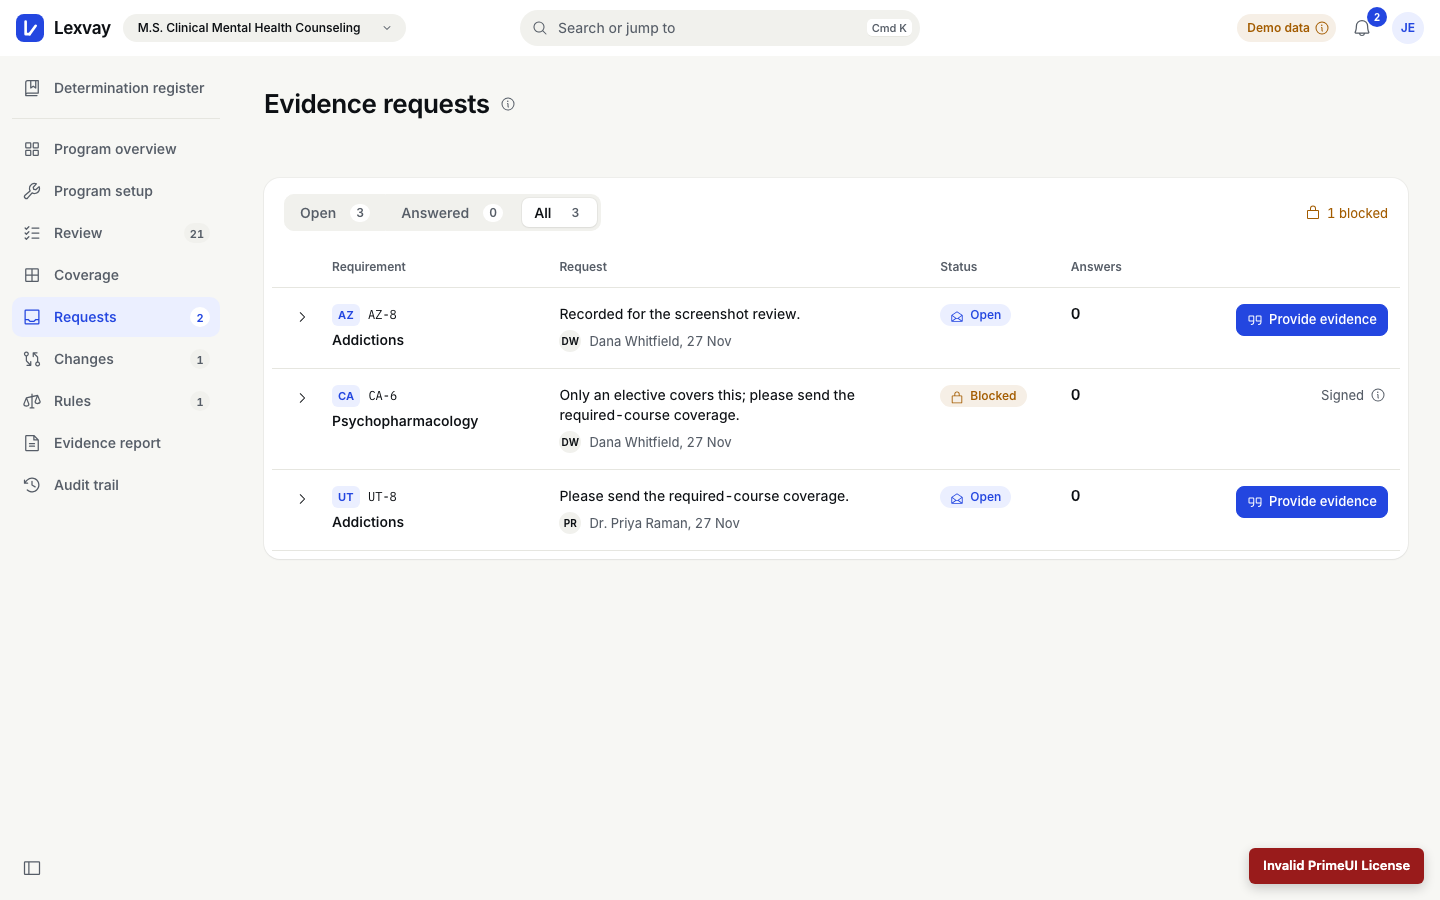 Lexvay
M.S. Clinical Mental Health Counseling
Search or jump to
Cmd K
Demo data
2
JE
Determination register
Program overview
Program setup
Review 21
Coverage
Requests 2
Changes 1
Rules 1
Evidence report
Audit trail
Evidence requests
Open 3
Answered 0
All 3
1 blocked
Requirement Request Status Answers
AZ AZ-8
Addictions
Recorded for the screenshot review.
DW Dana Whitfield, 27 Nov
Open
0
Provide evidence
CA CA-6
Psychopharmacology
Only an elective covers this; please send the
required-course coverage.
DW Dana Whitfield, 27 Nov
Blocked
0
Signed
UT UT-8
Addictions
Please send the required-course coverage.
PR Dr. Priya Raman, 27 Nov
Open
0
Provide evidence
Invalid PrimeUI License